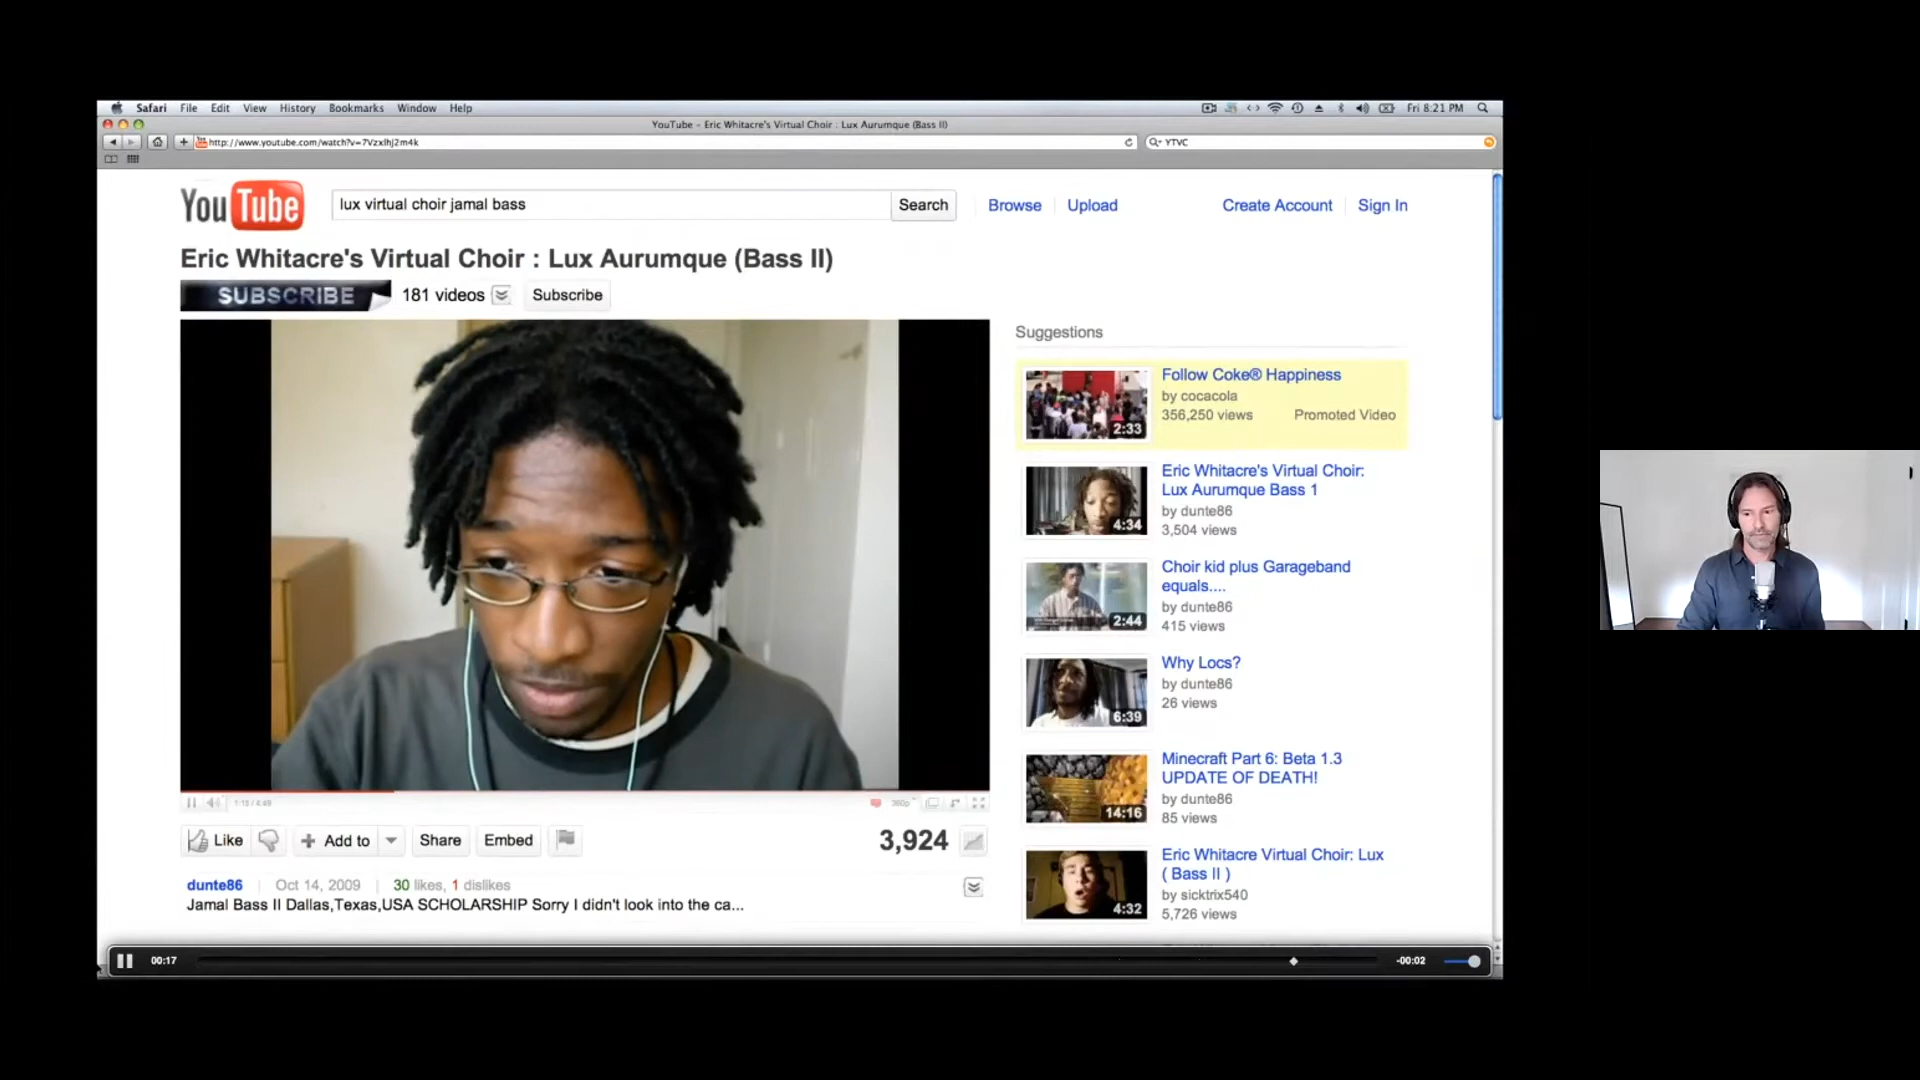 Safari File Edit View History Bookmarks Window Help
Fri 8:21 PM
YouTube - Eric Whitacre's Virtual Choir : Lux Aurumque (Bass II)
http://www.youtube.com/watch?v=7VzxIhj2m4k
YTVC
YouTube
lux virtual choir jamal bass
Search
Browse
Upload
Create Account
Sign In
Eric Whitacre's Virtual Choir : Lux Aurumque (Bass II)
SUBSCRIBE
181 videos
Subscribe
Suggestions
Follow Coke® Happiness
by cocacola
356,250 views
Promoted Video
2:33
Eric Whitacre's Virtual Choir:
Lux Aurumque Bass 1
by dunte86
3,504 views
4:34
Choir kid plus Garageband
equals....
by dunte86
415 views
2:44
Why Locs?
by dunte86
26 views
6:39
Minecraft Part 6: Beta 1.3
UPDATE OF DEATH!
by dunte86
85 views
14:16
Eric Whitacre Virtual Choir: Lux
( Bass II )
by sicktrix540
5,726 views
4:32
360p
Like
Add to
Share
Embed
3,924
dunte86
Oct 14, 2009
30 likes, 1 dislikes
Jamal Bass II Dallas,Texas,USA SCHOLARSHIP Sorry I didn't look into the ca...
00:17
-00:02